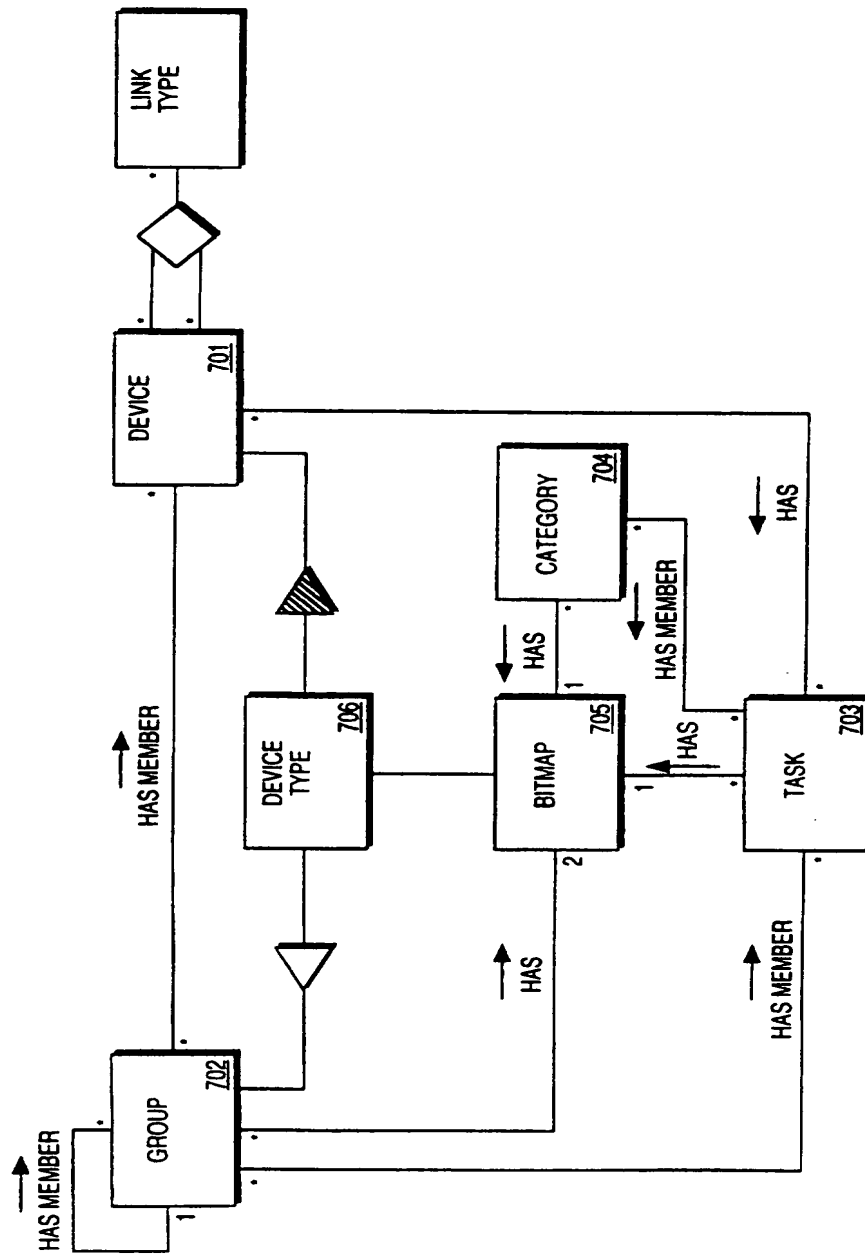 HAS MEMBER
*
1
GROUP
702
*
HAS MEMBER
*
DEVICE
701
*
*
LINK
TYPE
*
DEVICE
TYPE
706
*
HAS
2
BITMAP
705
1
HAS
*
CATEGORY
704
*
HAS MEMBER
*
1
HAS
*
*
HAS MEMBER
*
TASK
703
*
HAS
*